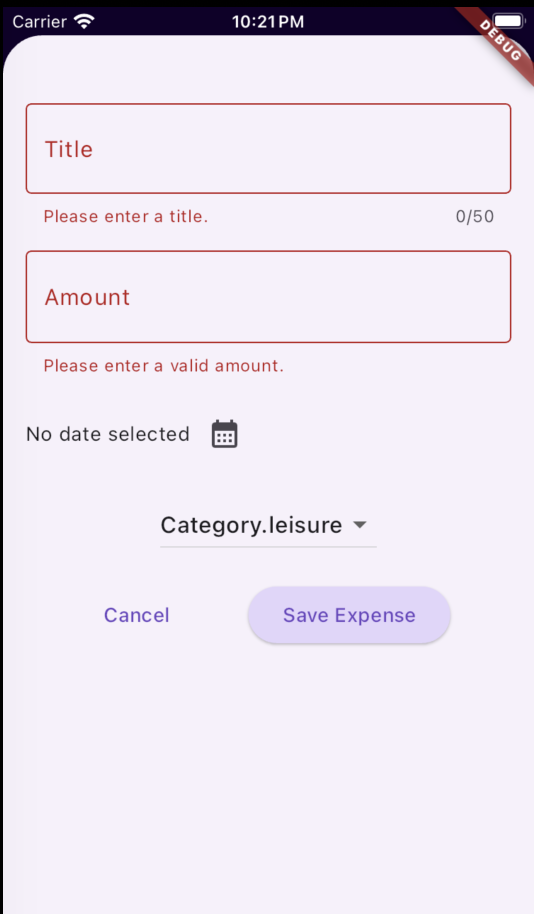 Carrier 10:21 PM
DEBUG
Title
Please enter a title. 0/50
Amount
Please enter a valid amount.
No date selected
Category.leisure
Cancel Save Expense